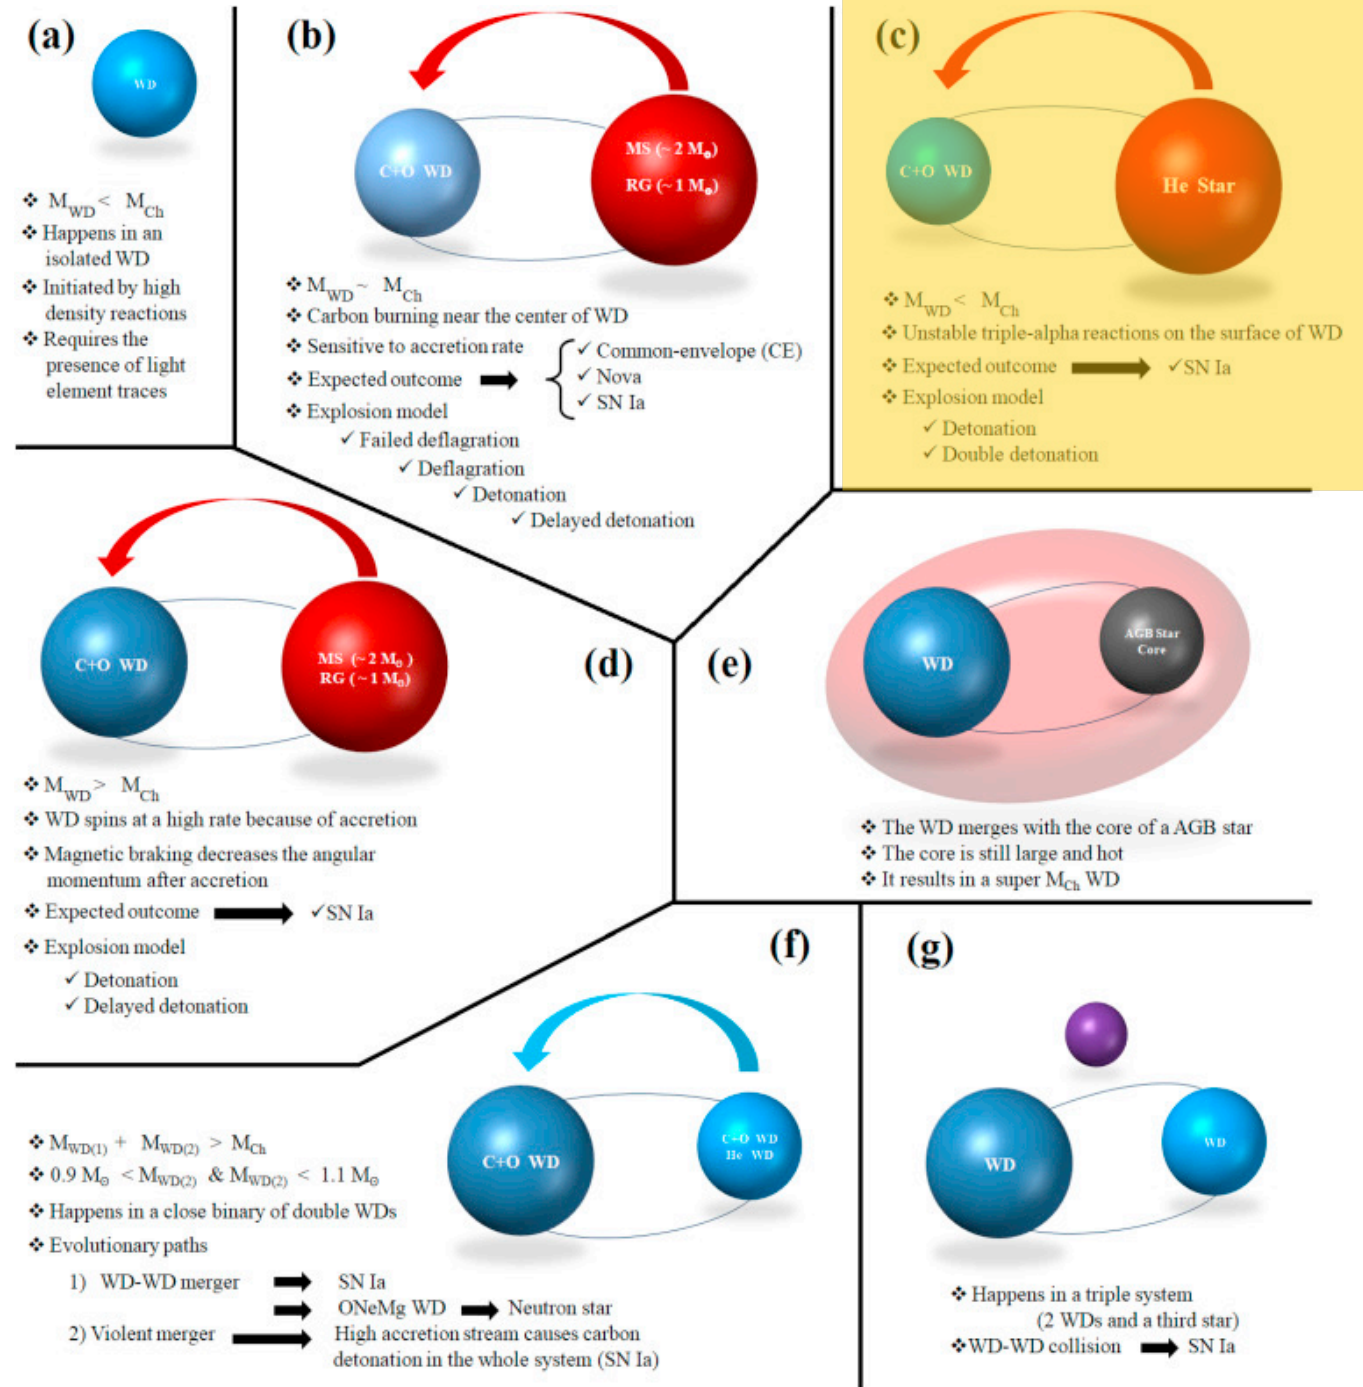 (a)
WD
❖ M_WD < M_Ch
❖ Happens in an
isolated WD
❖ Initiated by high
density reactions
❖ Requires the
presence of light
element traces
(b)
C+O WD
MS (~ 2 M⊙)
RG (~ 1 M⊙)
❖ M_WD ~ M_Ch
❖ Carbon burning near the center of WD
❖ Sensitive to accretion rate
❖ Expected outcome
✓ Common-envelope (CE)
✓ Nova
✓ SN Ia
❖ Explosion model
✓ Failed deflagration
✓ Deflagration
✓ Detonation
✓ Delayed detonation
(c)
C+O WD
He Star
❖ M_WD < M_Ch
❖ Unstable triple-alpha reactions on the surface of WD
❖ Expected outcome ➡ ✓ SN Ia
❖ Explosion model
✓ Detonation
✓ Double detonation
(d)
C+O WD
MS (~ 2 M⊙)
RG (~ 1 M⊙)
❖ M_WD > M_Ch
❖ WD spins at a high rate because of accretion
❖ Magnetic braking decreases the angular
momentum after accretion
❖ Expected outcome ➡ ✓ SN Ia
❖ Explosion model
✓ Detonation
✓ Delayed detonation
(e)
WD
AGB Star
Core
❖ The WD merges with the core of a AGB star
❖ The core is still large and hot
❖ It results in a super M_Ch WD
(f)
C+O WD
C+O WD
He WD
❖ M_WD(1) + M_WD(2) > M_Ch
❖ 0.9 M⊙ < M_WD(2) & M_WD(2) < 1.1 M⊙
❖ Happens in a close binary of double WDs
❖ Evolutionary paths
1) WD-WD merger ➡ SN Ia
➡ ONeMg WD ➡ Neutron star
2) Violent merger ➡ High accretion stream causes carbon
detonation in the whole system (SN Ia)
(g)
WD
WD
❖ Happens in a triple system
(2 WDs and a third star)
❖ WD-WD collision ➡ SN Ia